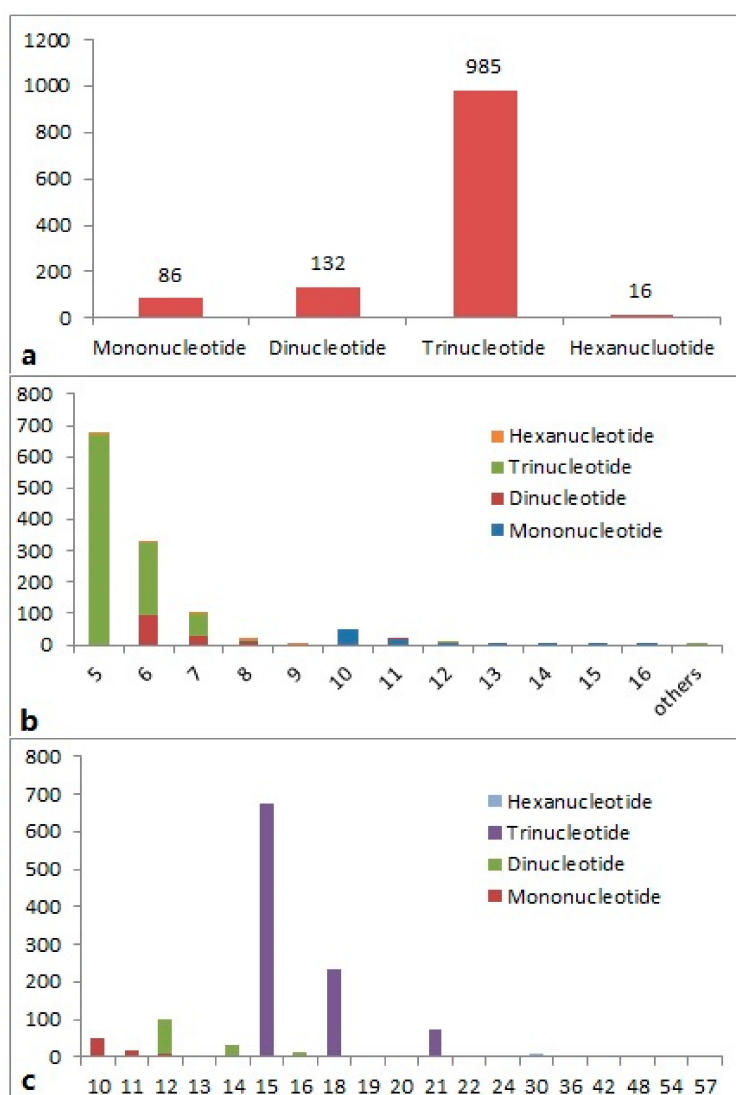 1200
1000
800
600
400
200
0
985
86
132
16
Mononucleotide Dinucleotide Trinucleotide Hexanucluotide
a
800
700
600
500
400
300
200
100
0
Hexanucleotide
Trinucleotide
Dinucleotide
Mononucleotide
5 6 7 8 9 10 11 12 13 14 15 16 others
b
800
700
600
500
400
300
200
100
0
Hexanucleotide
Trinucleotide
Dinucleotide
Mononucleotide
10 11 12 13 14 15 16 18 19 20 21 22 24 30 36 42 48 54 57
c